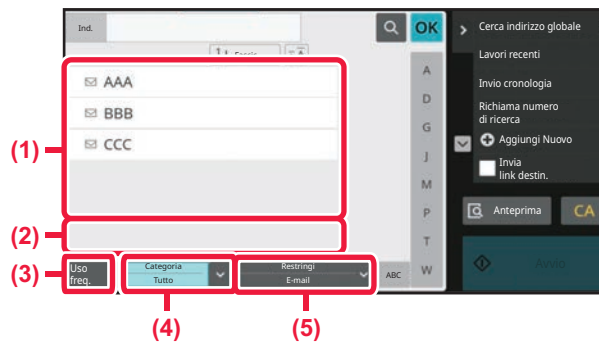 Ind.
OK
Cerca indirizzo globale
Lavori recenti
Invio cronologia
Richiama numero
di ricerca
Aggiungi Nuovo
Invia
link destin.
Anteprima
CA
Avvio
AAA
BBB
CCC
A
D
G
J
M
P
T
W
(1)
(2)
(3)
Uso
freq.
Categoria
Tutto
Restringi
E-mail
ABC
(4)
(5)